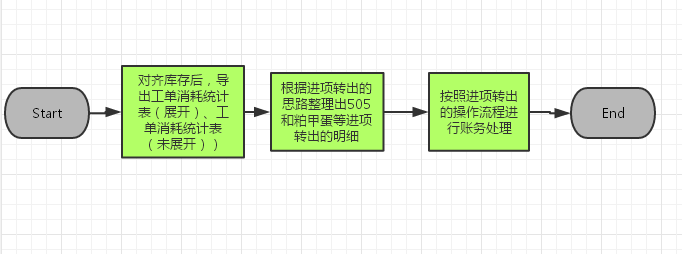 Start
对齐库存后，导
出工单消耗统计
表（展开）、工
单消耗统计表
（未展开））
根据进项转出的
思路整理出505
和粕甲蛋等进项
转出的明细
按照进项转出
的操作流程进
行账务处理
End